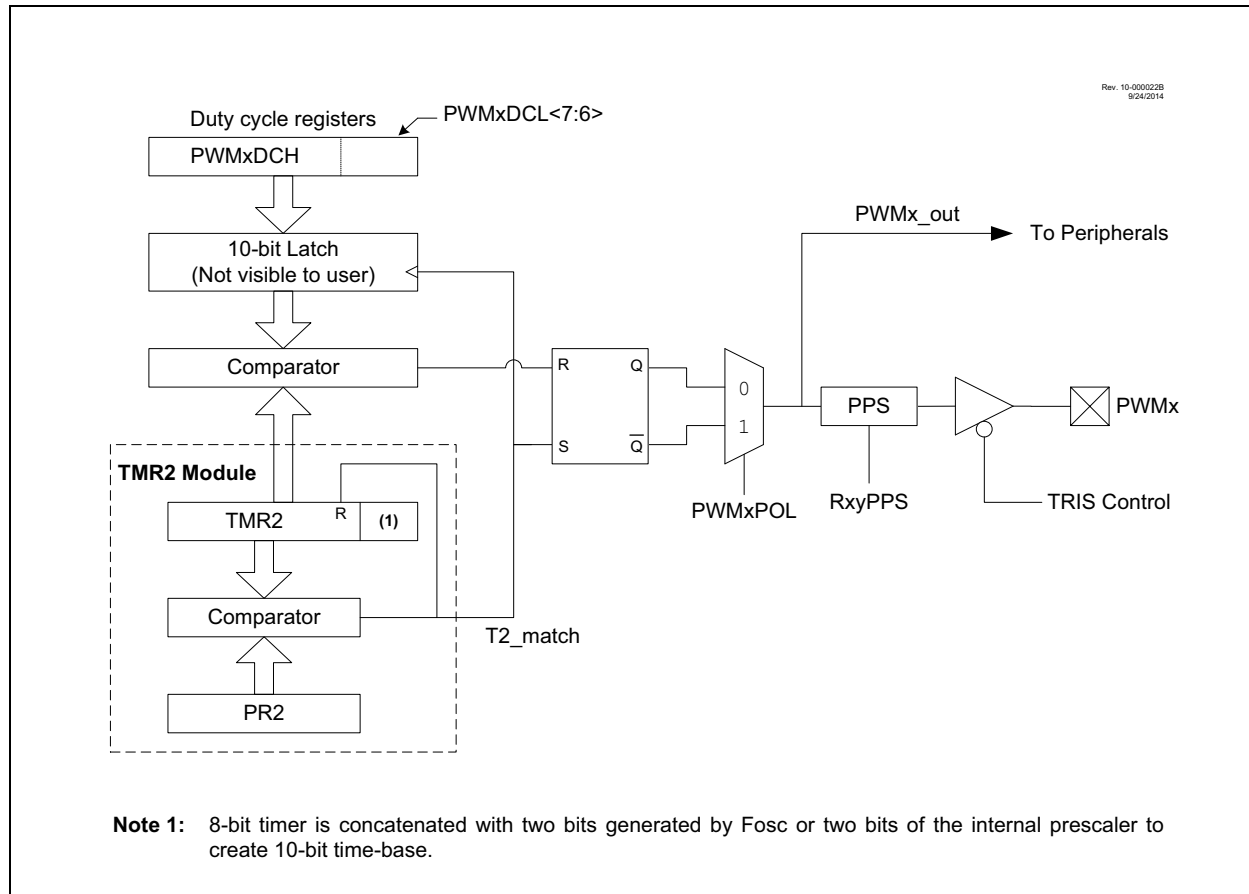 Rev. 10-000022B
9/24/2014
Duty cycle registers
PWMxDCL<7:6>
PWMxDCH
10-bit Latch
(Not visible to user)
Comparator
PWMx_out
To Peripherals
R
Q
S
Q̅
0
1
PPS
PWMx
PWMxPOL
RxyPPS
TRIS Control
TMR2 Module
TMR2
R
(1)
Comparator
T2_match
PR2
Note 1: 8-bit timer is concatenated with two bits generated by Fosc or two bits of the internal prescaler to
create 10-bit time-base.